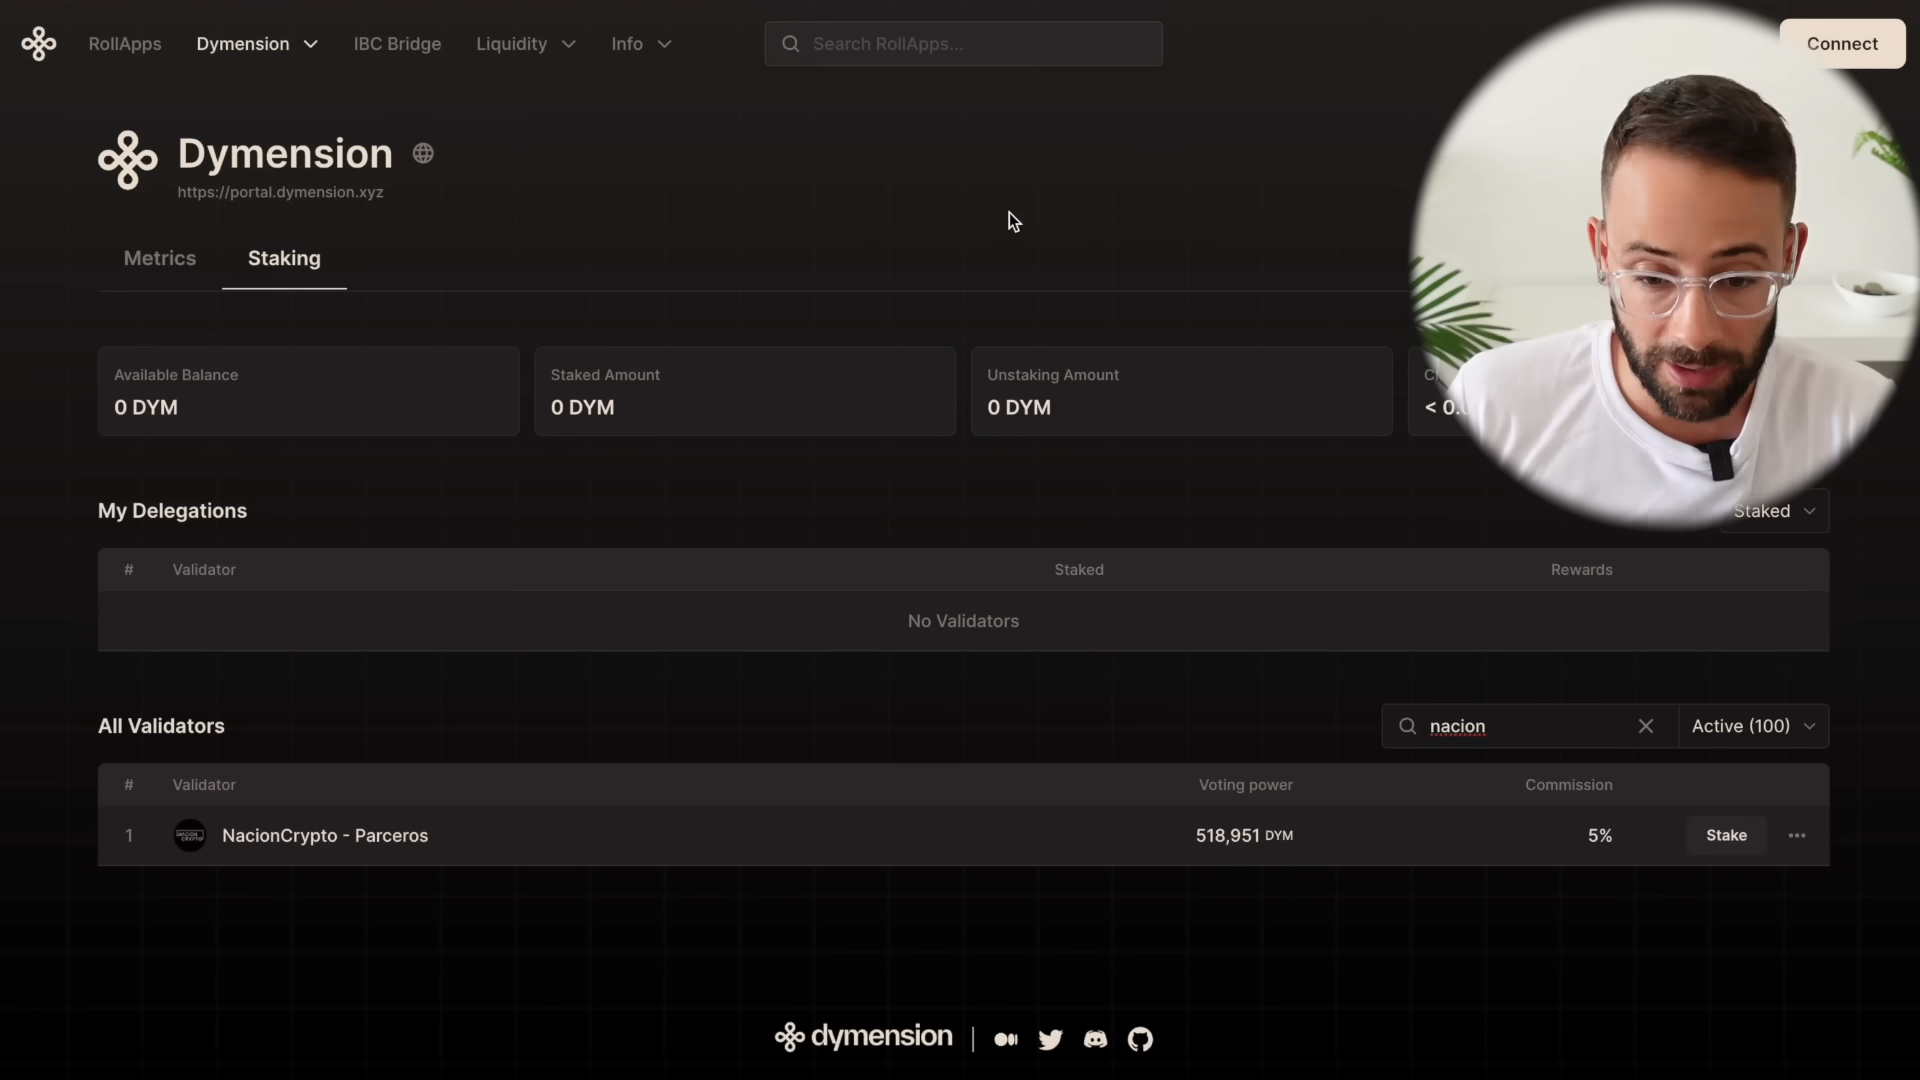 RollApps Dymension IBC Bridge Liquidity Info Search RollApps... Connect
Dymension
https://portal.dymension.xyz
Metrics Staking
Available Balance Staked Amount Unstaking Amount
0 DYM 0 DYM 0 DYM < 0.
My Delegations Staked
# Validator Staked Rewards
No Validators
All Validators nacion Active (100)
# Validator Voting power Commission
1 NacionCrypto - Parceros 518,951 DYM 5% Stake
dymension